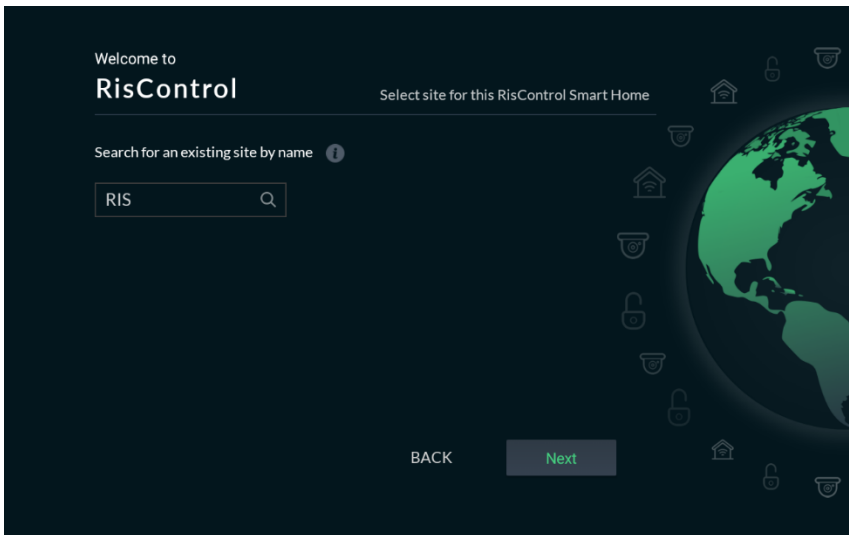 Welcome to
RisControl
Select site for this RisControl Smart Home
Search for an existing site by name
RIS
BACK
Next